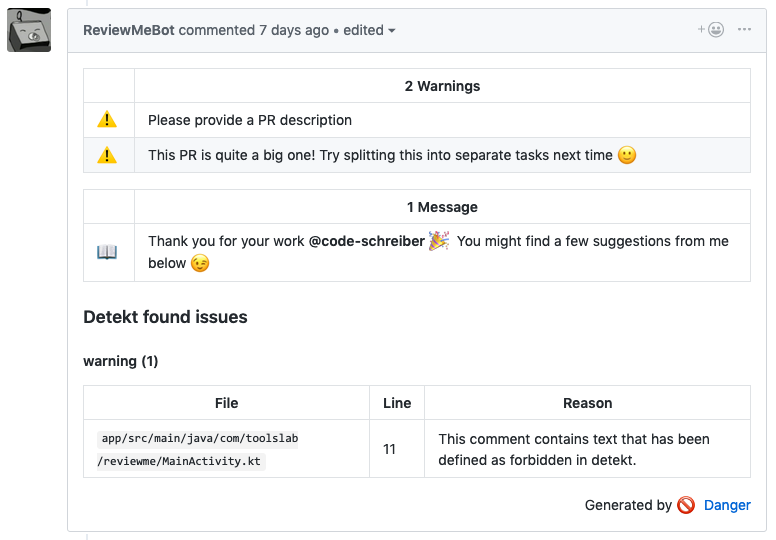 ReviewMeBot commented 7 days ago • edited
2 Warnings
Please provide a PR description
This PR is quite a big one! Try splitting this into separate tasks next time 🙂
1 Message
Thank you for your work @code-schreiber 🎉 You might find a few suggestions from me
below 😉
Detekt found issues
warning (1)
File Line Reason
app/src/main/java/com/toolslab
/reviewme/MainActivity.kt
11
This comment contains text that has been
defined as forbidden in detekt.
Generated by 🚫 Danger